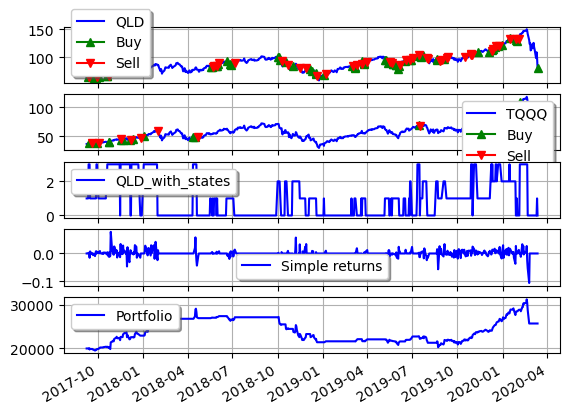 150
100
QLD
Buy
Sell
100
50
TQQQ
Buy
Sell
2
0
QLD_with_states
0.0
−0.1
Simple returns
30000
20000
Portfolio
2017-10
2018-01
2018-04
2018-07
2018-10
2019-01
2019-04
2019-07
2019-10
2020-01
2020-04